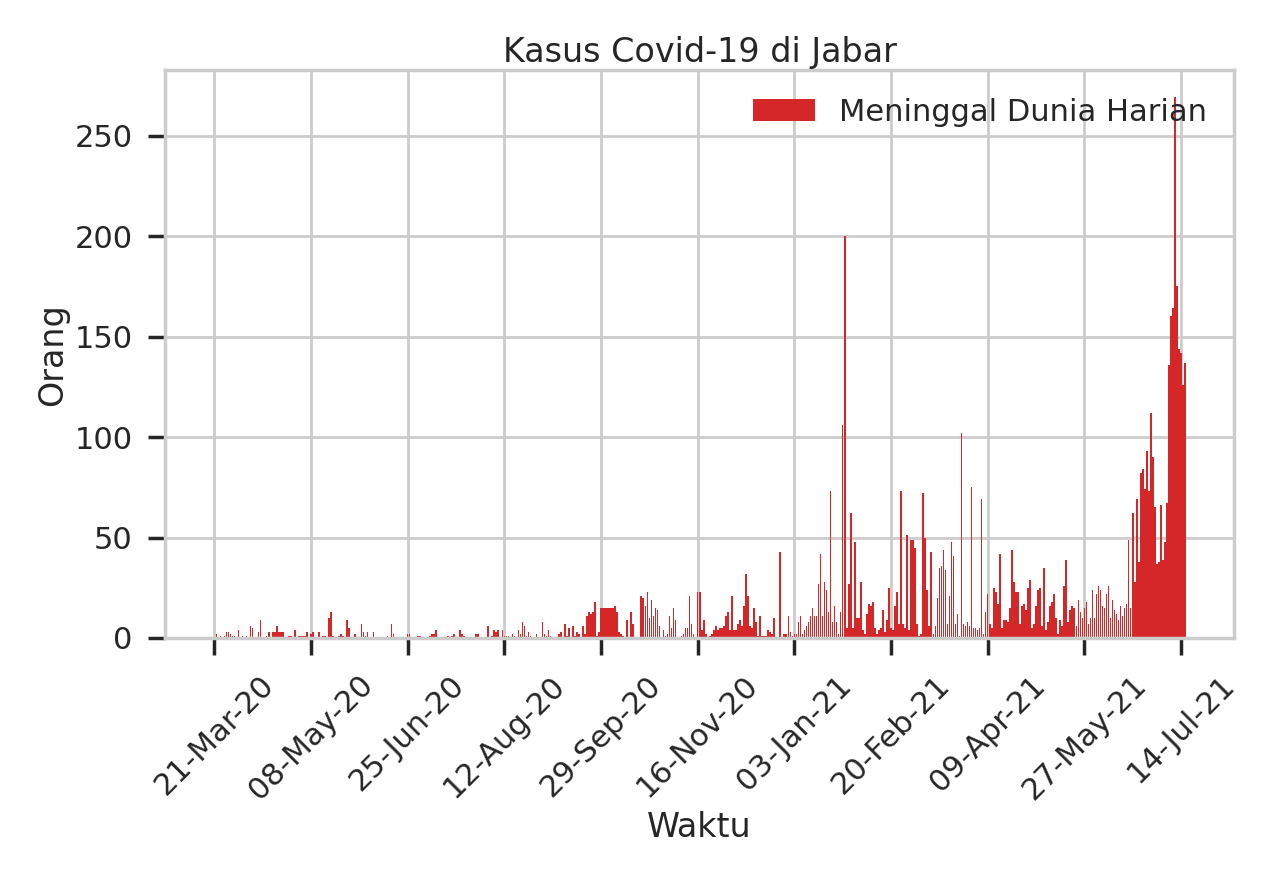 Kasus Covid-19 di Jabar
Meninggal Dunia Harian
Orang
250
200
150
100
50
0
21-Mar-20
08-May-20
25-Jun-20
12-Aug-20
29-Sep-20
16-Nov-20
03-Jan-21
20-Feb-21
09-Apr-21
27-May-21
14-Jul-21
Waktu